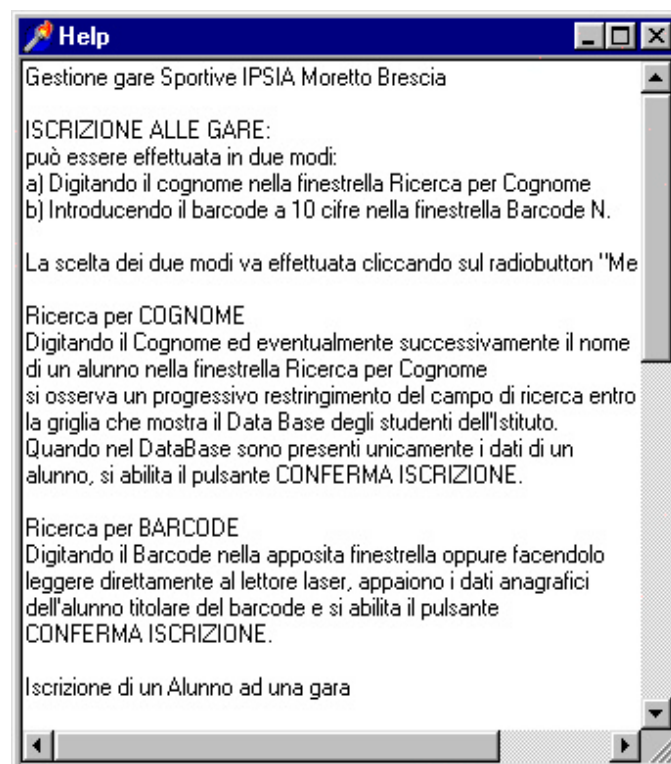 Help
Gestione gare Sportive IPSIA Moretto Brescia
ISCRIZIONE ALLE GARE:
può essere effettuata in due modi:
a) Digitando il cognome nella finestrella Ricerca per Cognome
b) Introducendo il barcode a 10 cifre nella finestrella Barcode N.
La scelta dei due modi va effettuata cliccando sul radiobutton "Me
Ricerca per COGNOME
Digitando il Cognome ed eventualmente successivamente il nome
di un alunno nella finestrella Ricerca per Cognome
si osserva un progressivo restringimento del campo di ricerca entro
la griglia che mostra il Data Base degli studenti dell'Istituto.
Quando nel DataBase sono presenti unicamente i dati di un
alunno, si abilita il pulsante CONFERMA ISCRIZIONE.
Ricerca per BARCODE
Digitando il Barcode nella apposita finestrella oppure facendolo
leggere direttamente al lettore laser, appaiono i dati anagrafici
dell'alunno titolare del barcode e si abilita il pulsante
CONFERMA ISCRIZIONE.
Iscrizione di un Alunno ad una gara